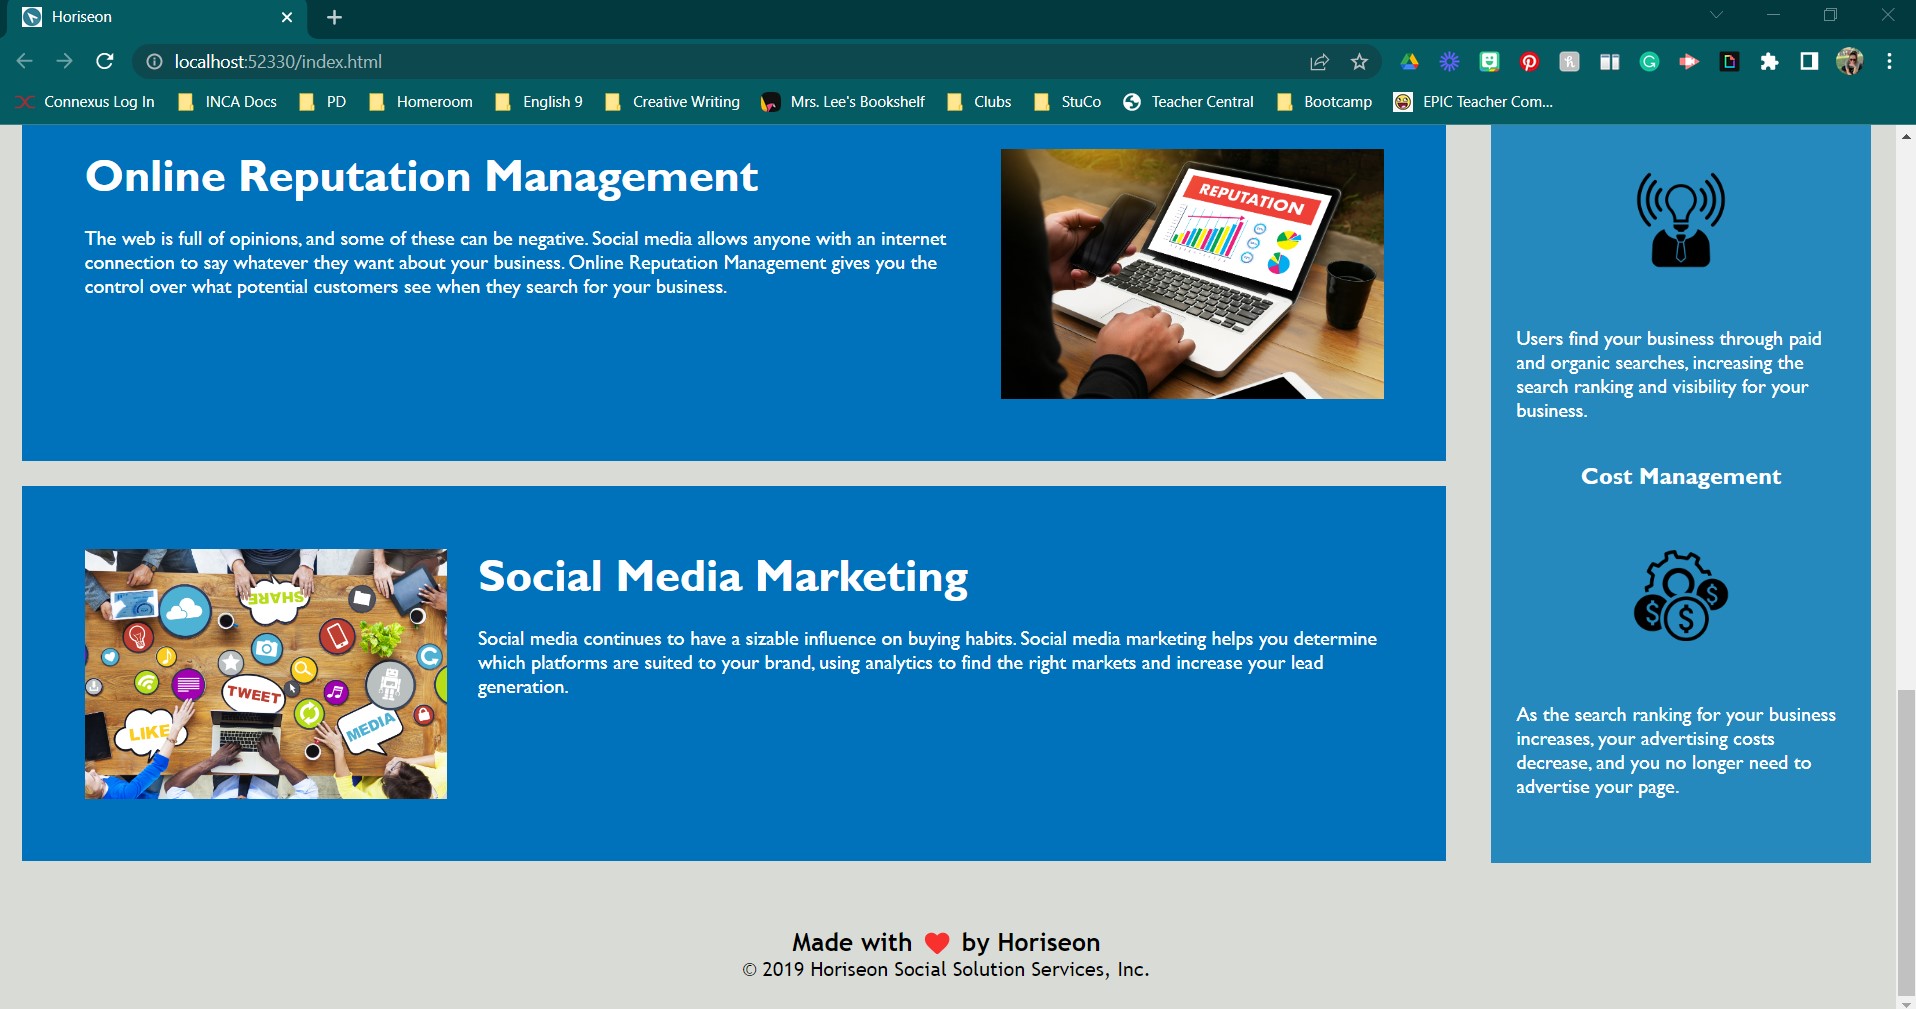 Horiseon
localhost:52330/index.html
Connexus Log In
INCA Docs
PD
Homeroom
English 9
Creative Writing
Mrs. Lee's Bookshelf
Clubs
StuCo
Teacher Central
Bootcamp
EPIC Teacher Com...
Online Reputation Management
The web is full of opinions, and some of these can be negative. Social media allows anyone with an internet
connection to say whatever they want about your business. Online Reputation Management gives you the
control over what potential customers see when they search for your business.
REPUTATION
Social Media Marketing
Social media continues to have a sizable influence on buying habits. Social media marketing helps you determine
which platforms are suited to your brand, using analytics to find the right markets and increase your lead
generation.
SHARE
TWEET
LIKE
MEDIA
Users find your business through paid
and organic searches, increasing the
search ranking and visibility for your
business.
Cost Management
$ $ $
As the search ranking for your business
increases, your advertising costs
decrease, and you no longer need to
advertise your page.
Made with ❤ by Horiseon
© 2019 Horiseon Social Solution Services, Inc.